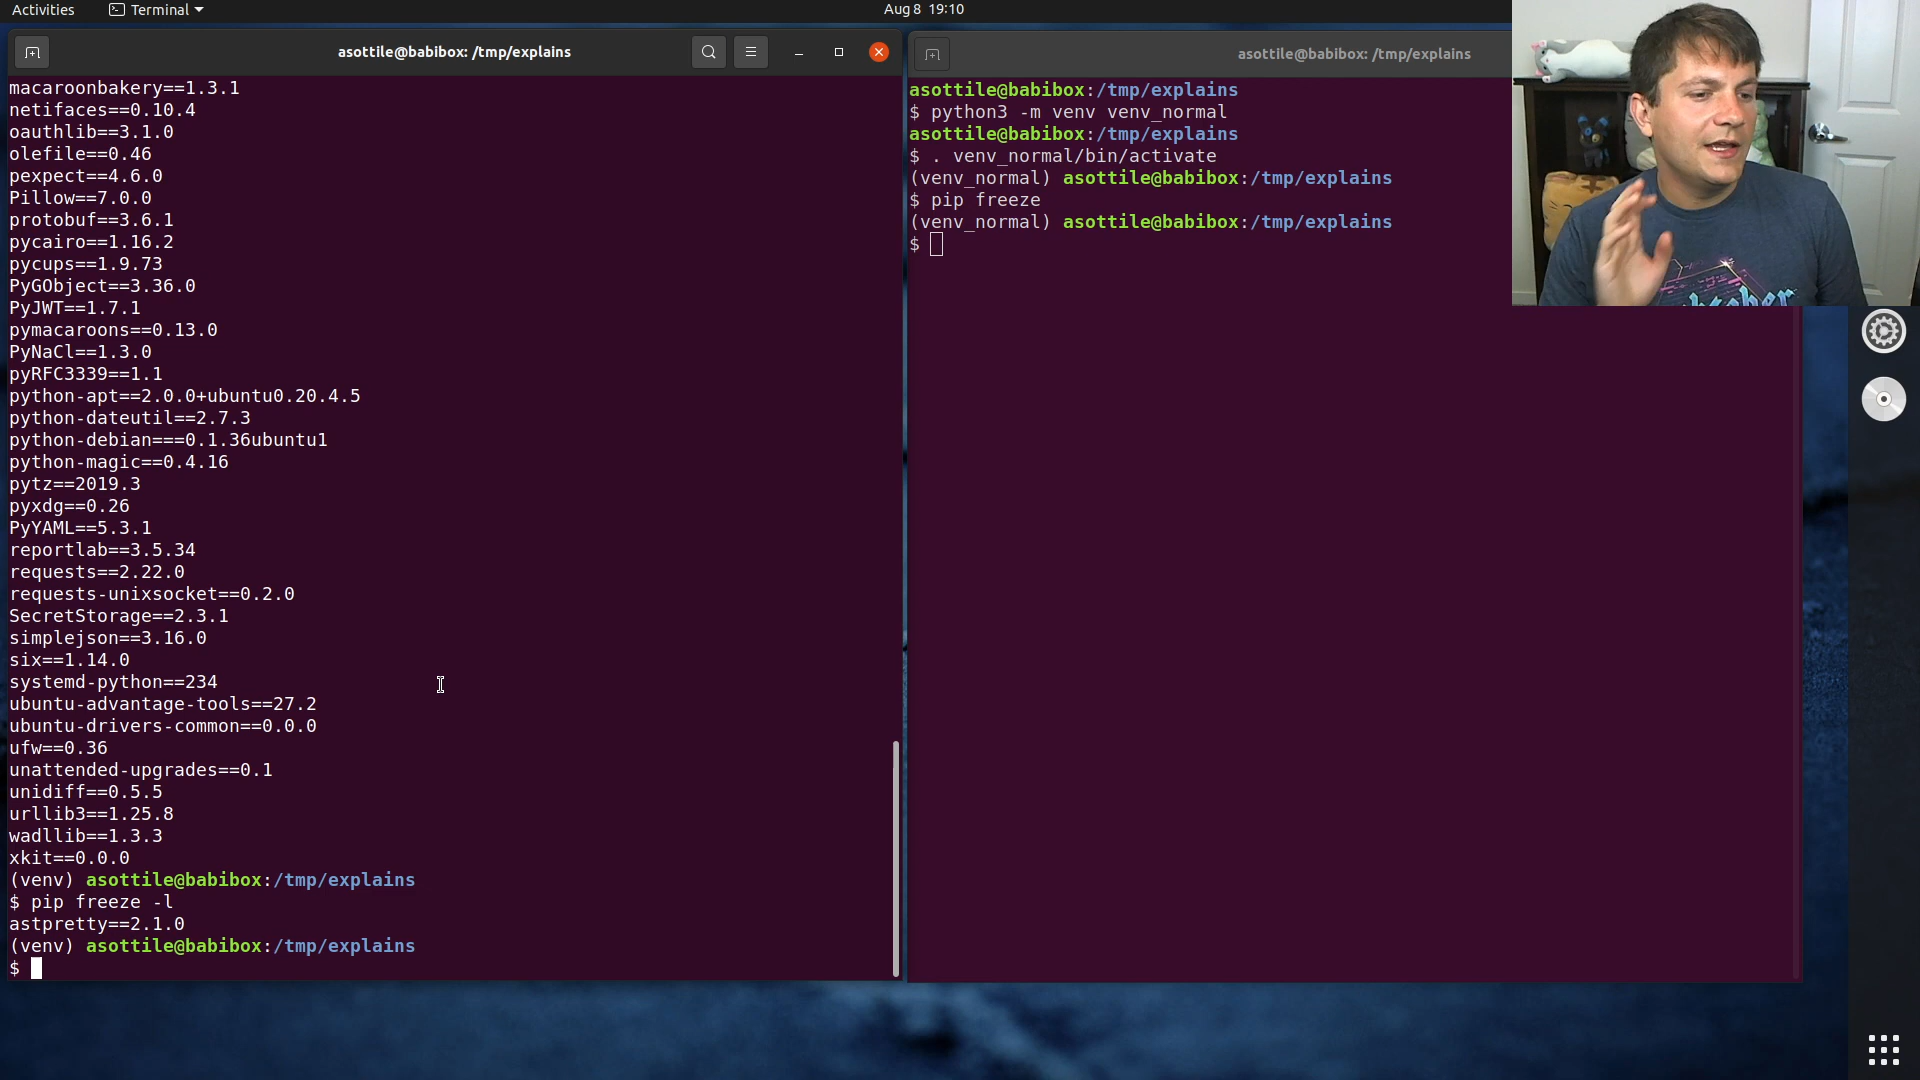 Activities
Terminal
Aug 8 19:10
asottile@babibox: /tmp/explains
macaroonbakery==1.3.1
netifaces==0.10.4
oauthlib==3.1.0
olefile==0.46
pexpect==4.6.0
Pillow==7.0.0
protobuf==3.6.1
pycairo==1.16.2
pycups==1.9.73
PyGObject==3.36.0
PyJWT==1.7.1
pymacaroons==0.13.0
PyNaCl==1.3.0
pyRFC3339==1.1
python-apt==2.0.0+ubuntu0.20.4.5
python-dateutil==2.7.3
python-debian===0.1.36ubuntu1
python-magic==0.4.16
pytz==2019.3
pyxdg==0.26
PyYAML==5.3.1
reportlab==3.5.34
requests==2.22.0
requests-unixsocket==0.2.0
SecretStorage==2.3.1
simplejson==3.16.0
six==1.14.0
systemd-python==234
ubuntu-advantage-tools==27.2
ubuntu-drivers-common==0.0.0
ufw==0.36
unattended-upgrades==0.1
unidiff==0.5.5
urllib3==1.25.8
wadllib==1.3.3
xkit==0.0.0
(venv) asottile@babibox:/tmp/explains
$ pip freeze -l
astpretty==2.1.0
(venv) asottile@babibox:/tmp/explains
$
asottile@babibox: /tmp/explains
asottile@babibox:/tmp/explains
$ python3 -m venv venv_normal
asottile@babibox:/tmp/explains
$ . venv_normal/bin/activate
(venv_normal) asottile@babibox:/tmp/explains
$ pip freeze
(venv_normal) asottile@babibox:/tmp/explains
$